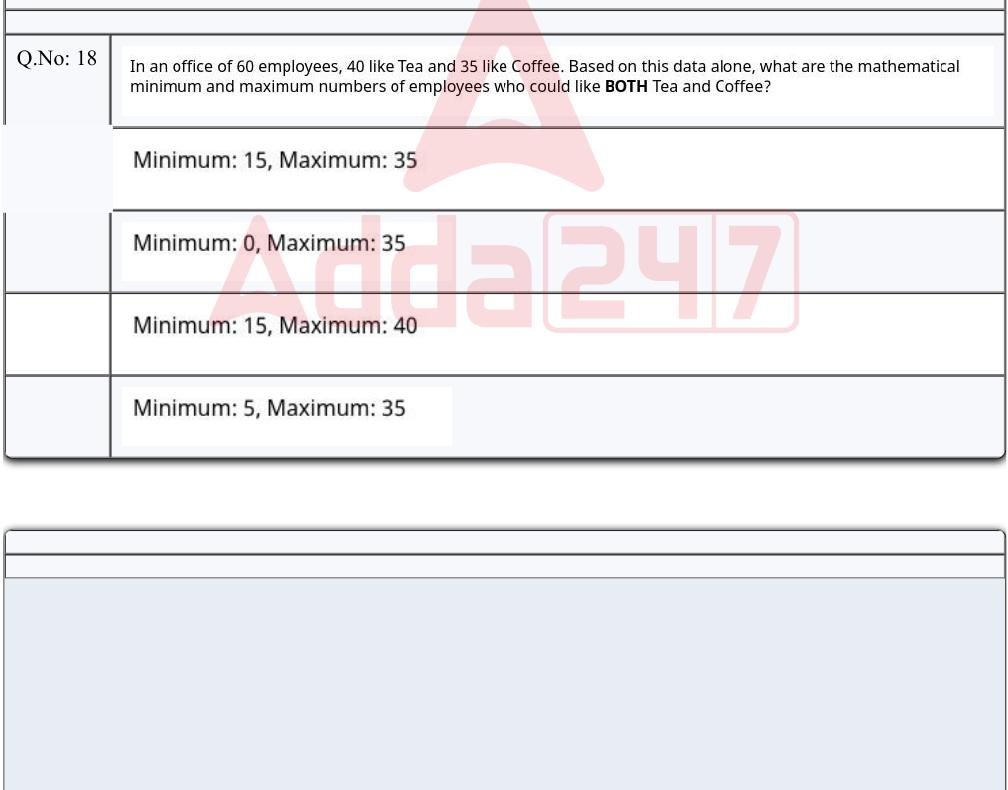 Q.No: 18
In an office of 60 employees, 40 like Tea and 35 like Coffee. Based on this data alone, what are the mathematical
minimum and maximum numbers of employees who could like BOTH Tea and Coffee?
Minimum: 15, Maximum: 35
Minimum: 0, Maximum: 35
Minimum: 15, Maximum: 40
Minimum: 5, Maximum: 35
Adda247